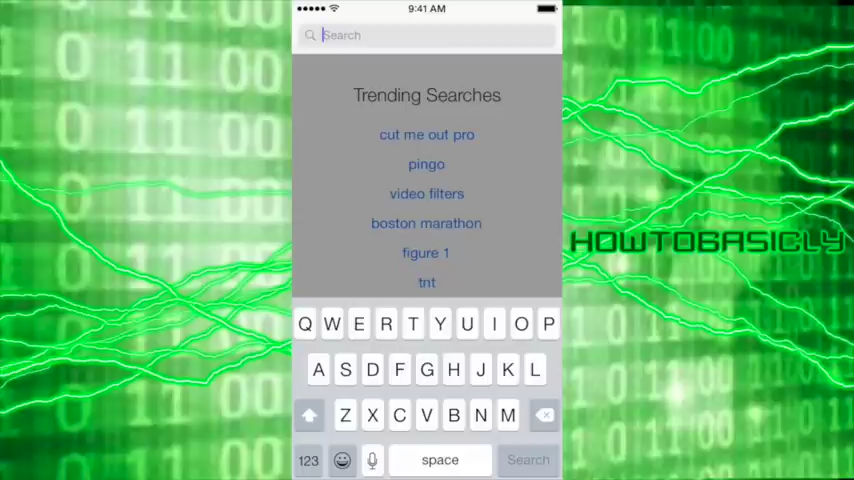 9:41 AM
Search
Trending Searches
cut me out pro
pingo
video filters
boston marathon
figure 1
tnt
HOWTOBASICLY
Q W E R T Y U I O P
A S D F G H J K L
Z X C V B N M
123 space Search